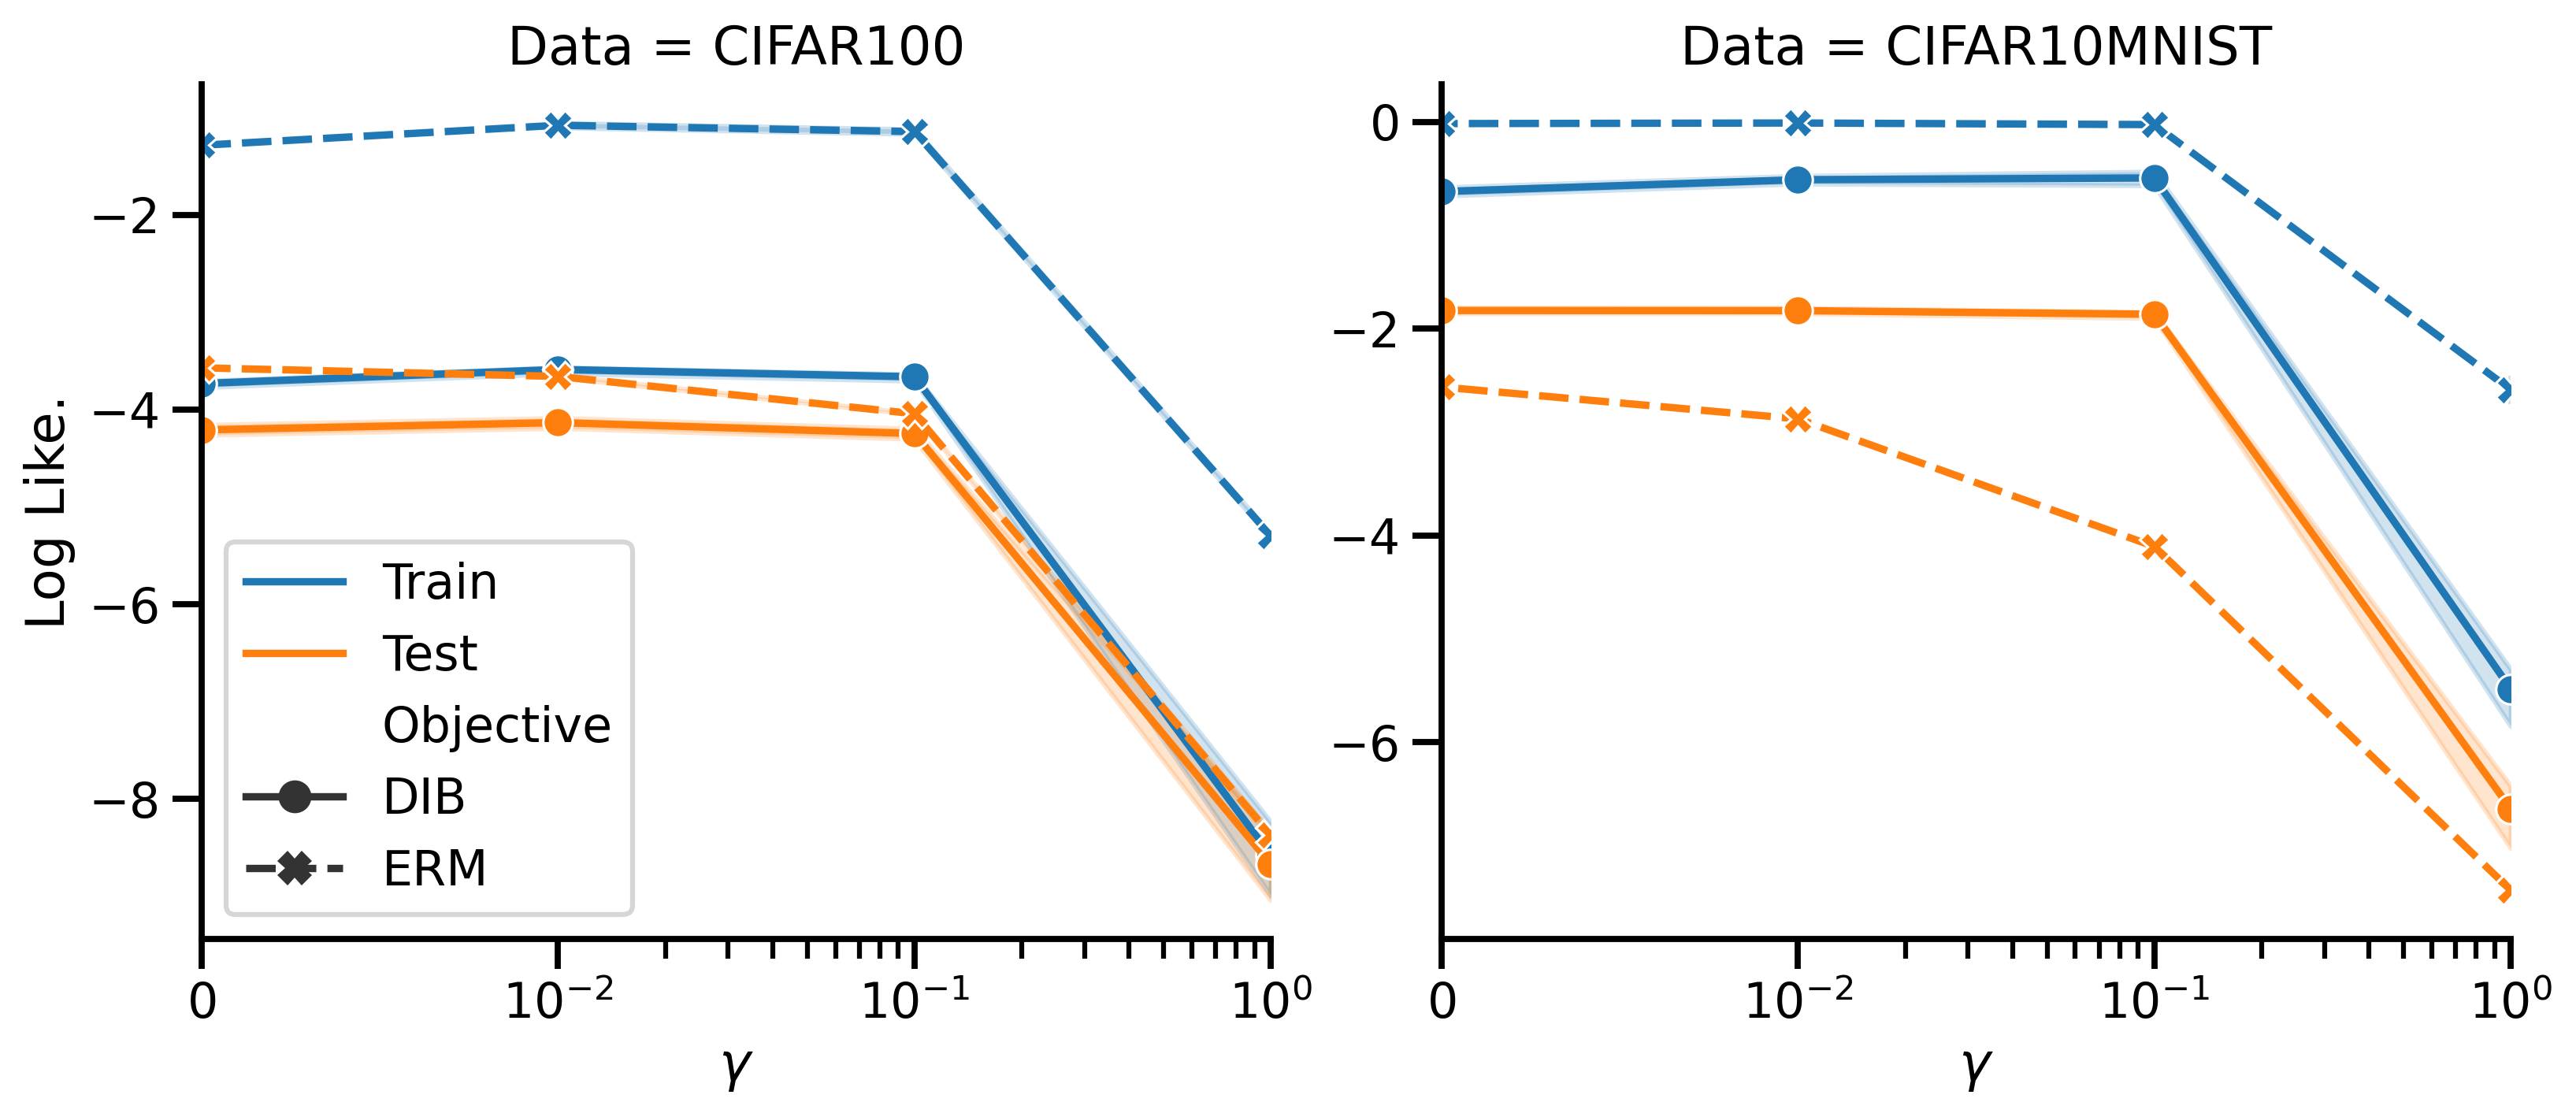 Data = CIFAR100
Log Like.
−2
−4
−6
−8
Train
Test
Objective
DIB
ERM
0
10⁻²
10⁻¹
10⁰
γ
Data = CIFAR10MNIST
0
−2
−4
−6
0
10⁻²
10⁻¹
10⁰
γ